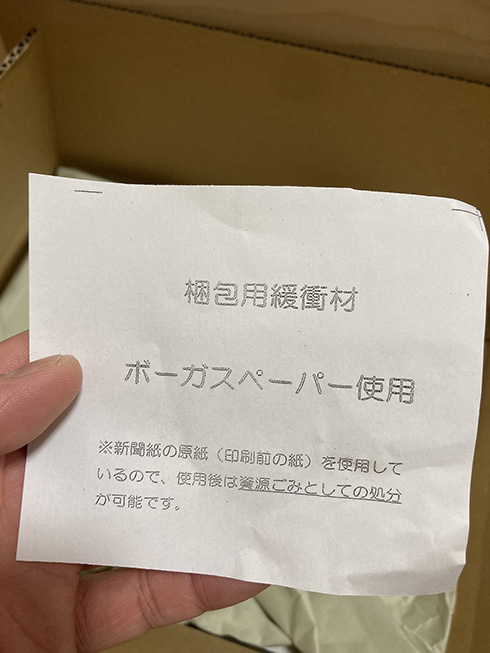 梱包用緩衝材
ボーガスペーパー使用
※新聞紙の原紙（印刷前の紙）を使用して
いるので、使用後は資源ごみとしての処分
が可能です。